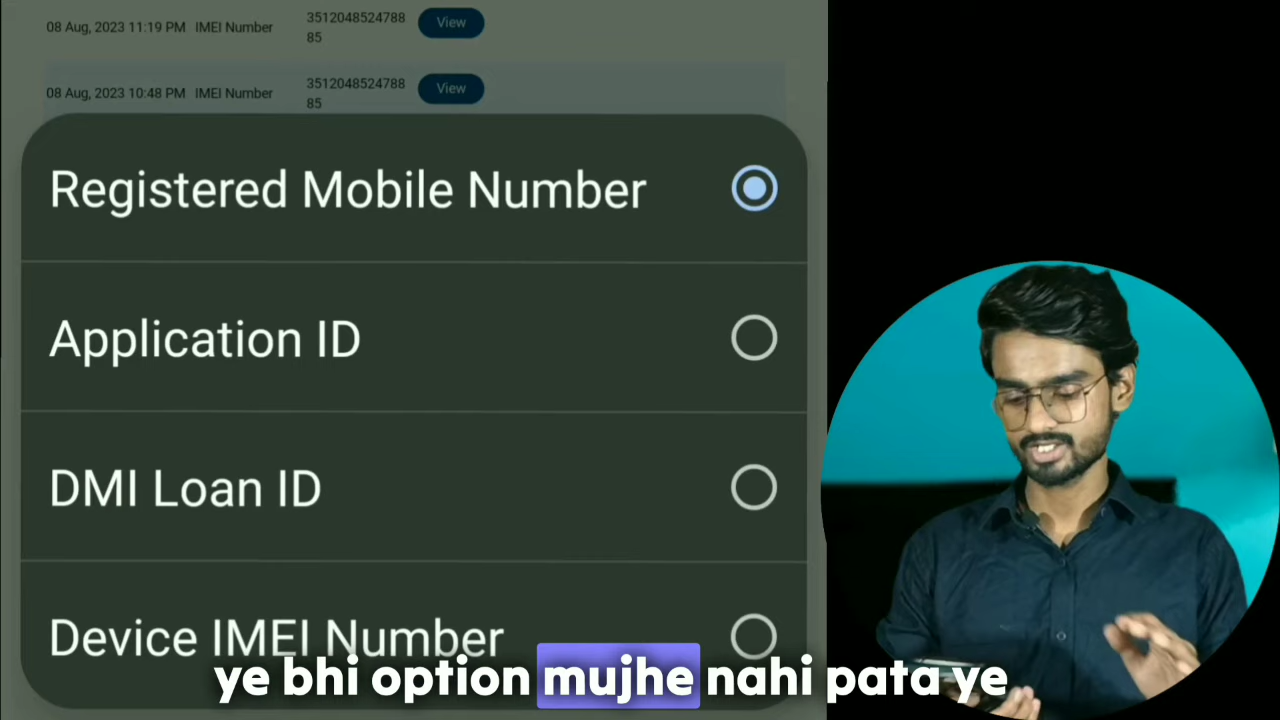 08 Aug, 2023 11:19 PM IMEI Number 3512048524788 View
85
08 Aug, 2023 10:48 PM IMEI Number 3512048524788 View
85
Registered Mobile Number
Application ID
DMI Loan ID
Device IMEI Number
ye bhi option mujhe nahi pata ye